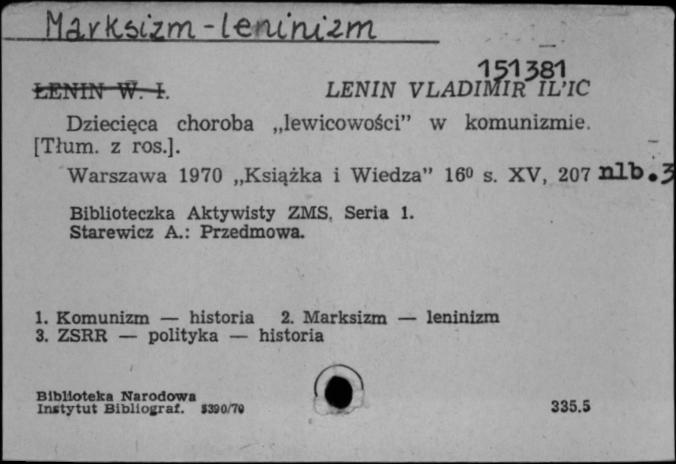 Marksizm-leninizm
151381
LENIN W. I. LENIN VLADIMIR IL'IC
Dziecięca choroba „lewicowości” w komunizmie.
[Tłum. z ros.].
Warszawa 1970 „Książka i Wiedza” 16⁰ s. XV, 207 nlb. 3
Biblioteczka Aktywisty ZMS, Seria 1.
Starewicz A.: Przedmowa.
1. Komunizm — historia 2. Marksizm — leninizm
3. ZSRR — polityka — historia
Biblioteka Narodowa
Instytut Bibliograf. 5390/70 335.5